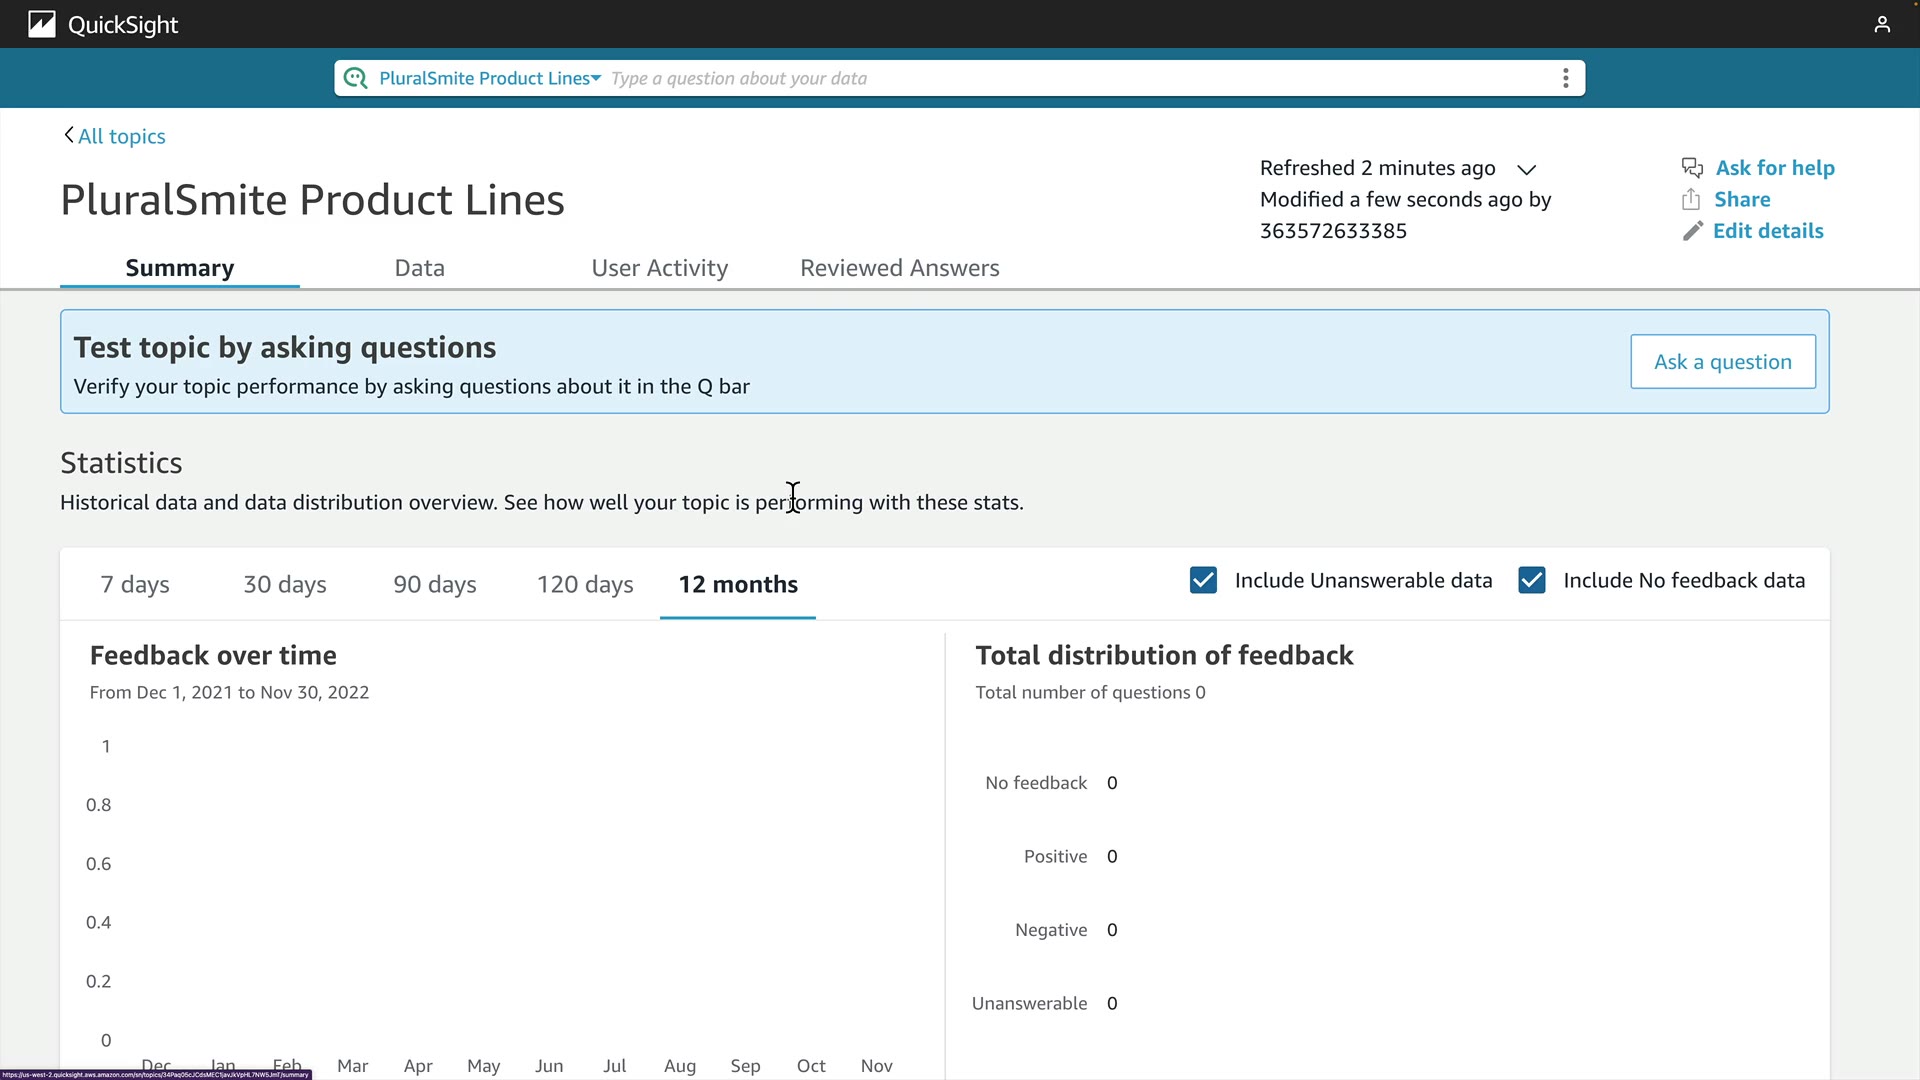 QuickSight
PluralSmite Product Lines Type a question about your data
All topics
PluralSmite Product Lines
Refreshed 2 minutes ago
Modified a few seconds ago by
363572633385
Ask for help
Share
Edit details
Summary Data User Activity Reviewed Answers
Test topic by asking questions
Verify your topic performance by asking questions about it in the Q bar
Ask a question
Statistics
Historical data and data distribution overview. See how well your topic is performing with these stats.
7 days 30 days 90 days 120 days 12 months
Include Unanswerable data Include No feedback data
Feedback over time
From Dec 1, 2021 to Nov 30, 2022
1
0.8
0.6
0.4
0.2
0
Dec Jan Feb Mar Apr May Jun Jul Aug Sep Oct Nov
Total distribution of feedback
Total number of questions 0
No feedback 0
Positive 0
Negative 0
Unanswerable 0